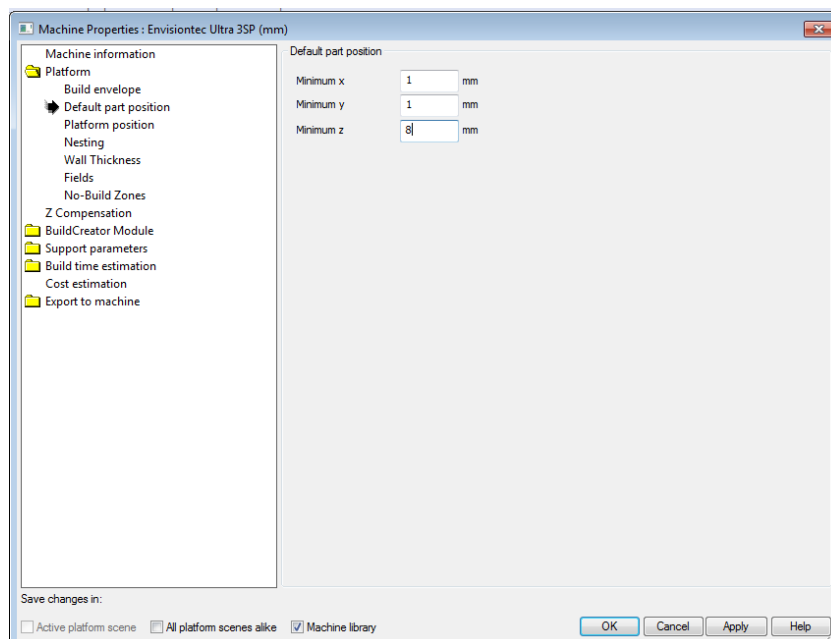 Machine Properties : Envisiontec Ultra 3SP (mm)
Machine information
Platform
Build envelope
Default part position
Platform position
Nesting
Wall Thickness
Fields
No-Build Zones
Z Compensation
BuildCreator Module
Support parameters
Build time estimation
Cost estimation
Export to machine
Default part position
Minimum x 1 mm
Minimum y 1 mm
Minimum z 8 mm
Save changes in:
Active platform scene All platform scenes alike Machine library
OK Cancel Apply Help